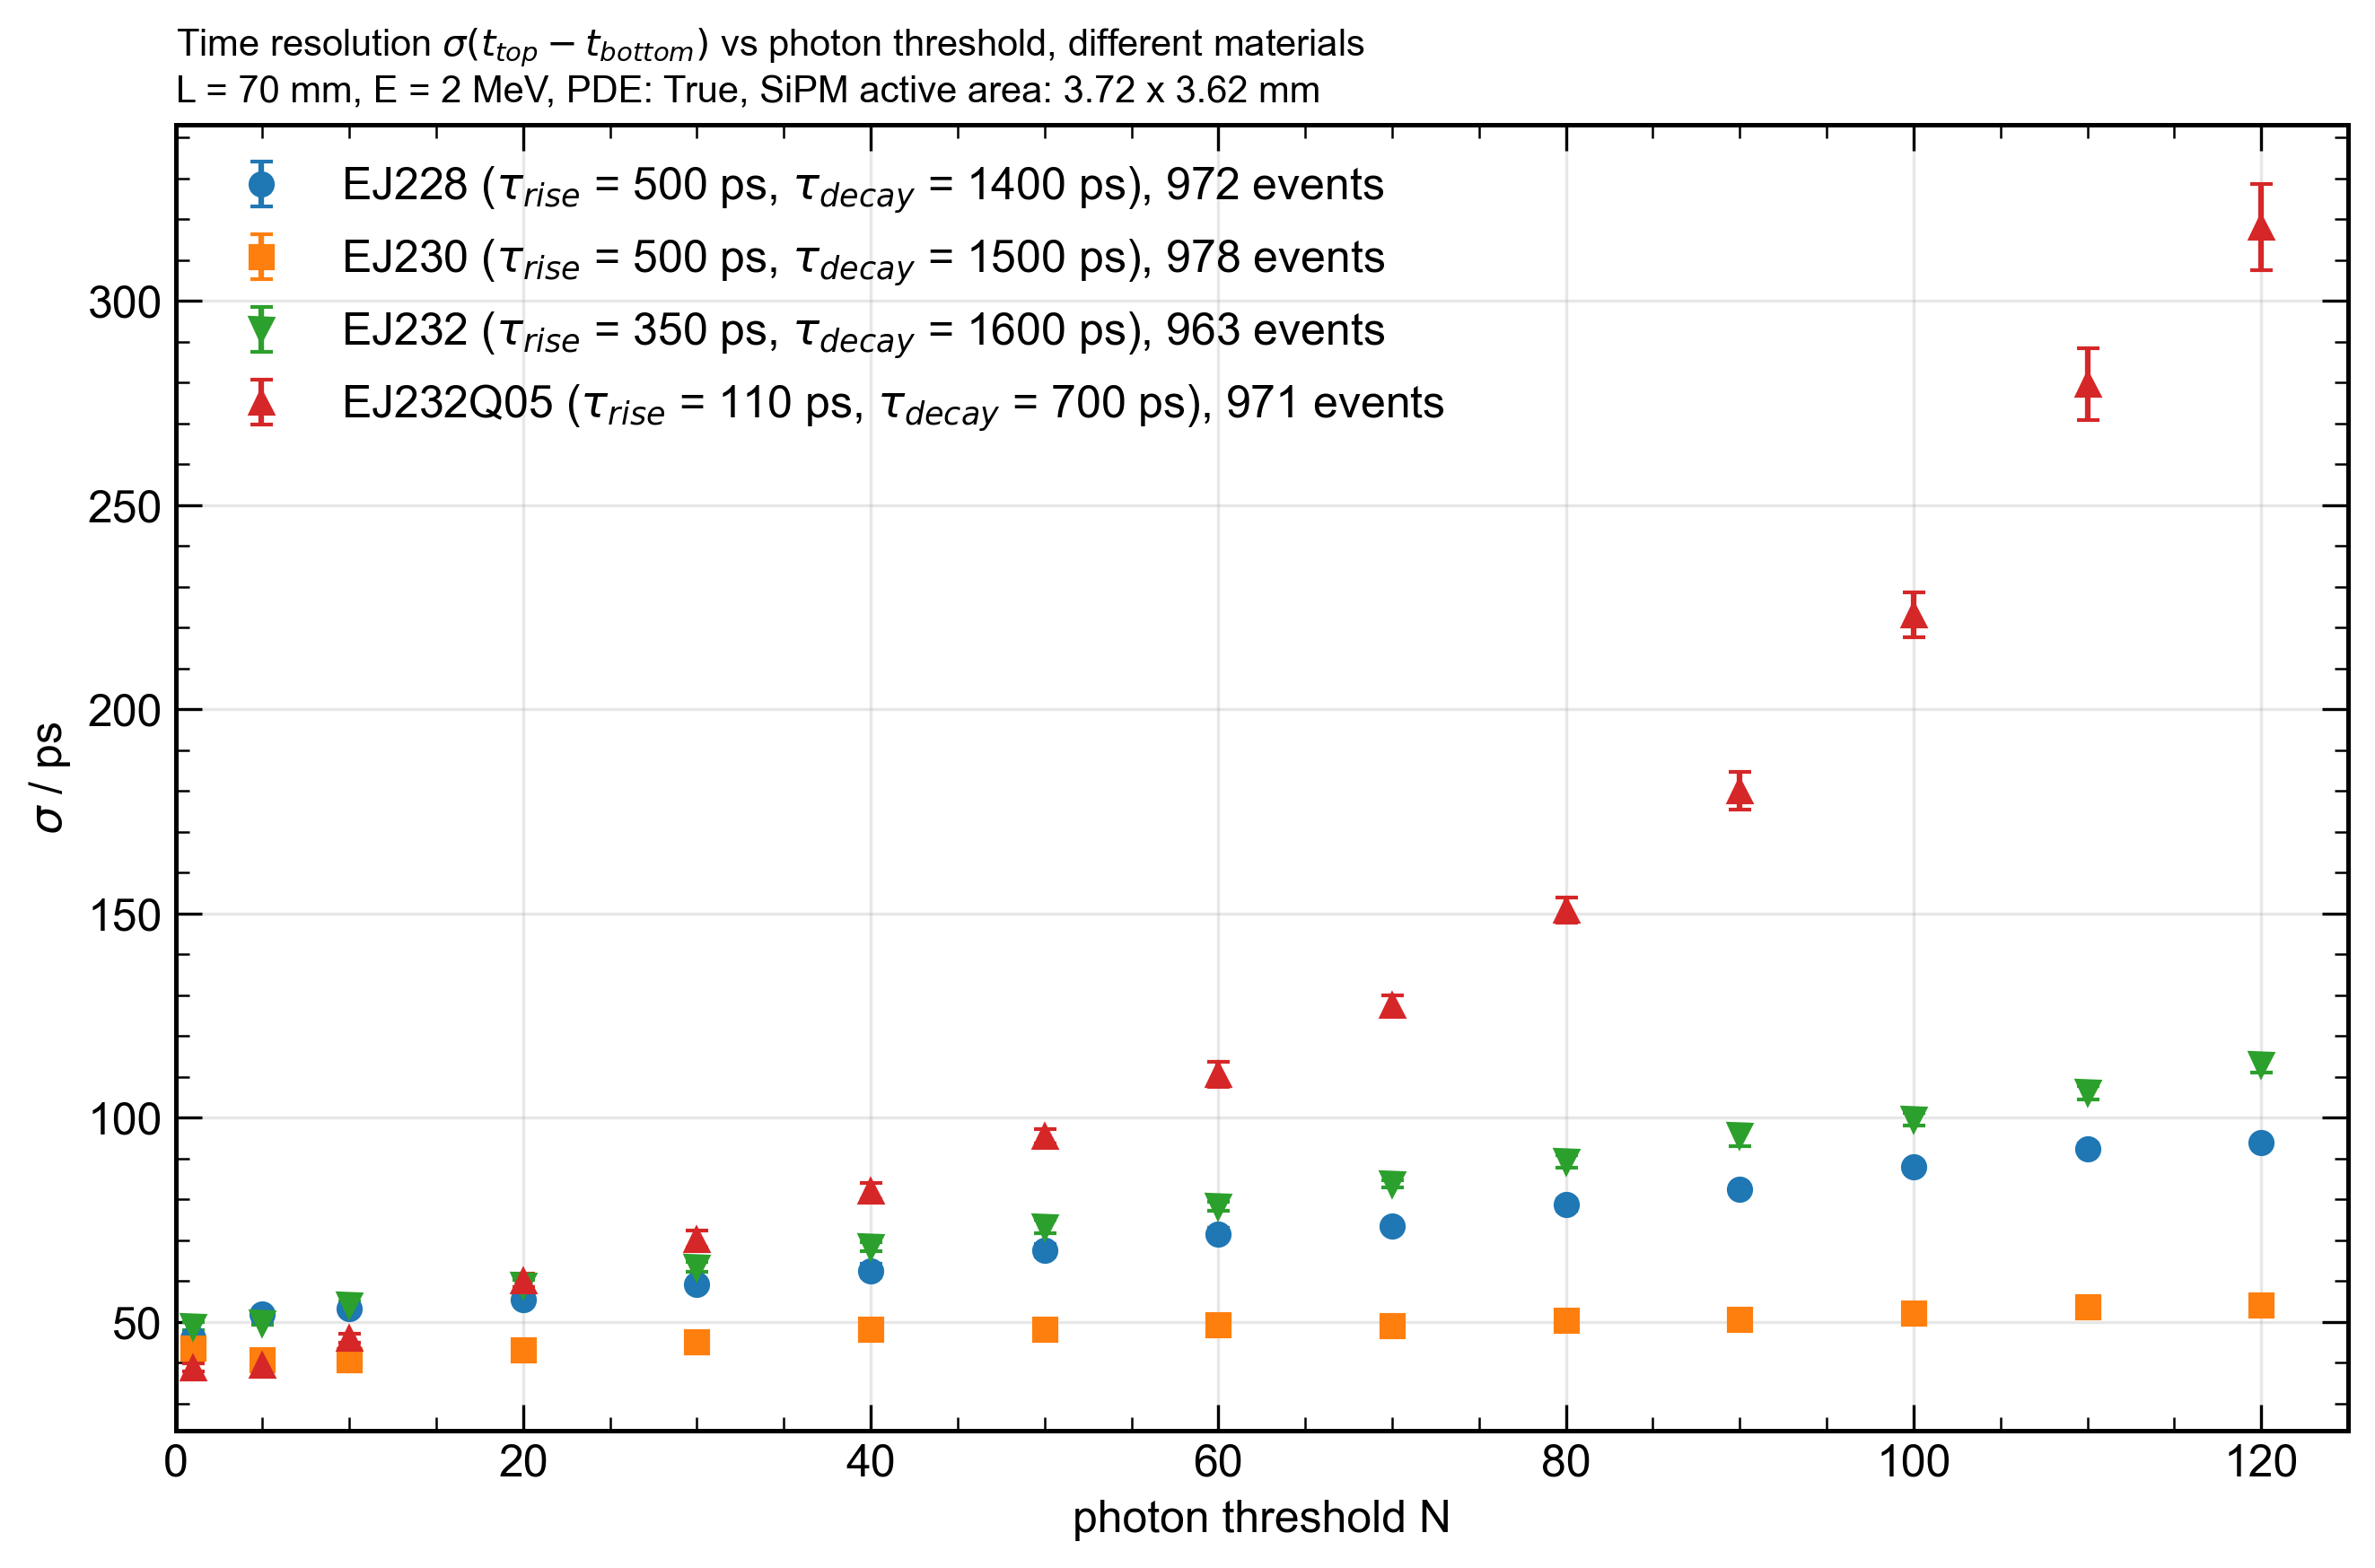 Time resolution σ(t_top − t_bottom) vs photon threshold, different materials
L = 70 mm, E = 2 MeV, PDE: True, SiPM active area: 3.72 x 3.62 mm
EJ228 (τ_rise = 500 ps, τ_decay = 1400 ps), 972 events
EJ230 (τ_rise = 500 ps, τ_decay = 1500 ps), 978 events
EJ232 (τ_rise = 350 ps, τ_decay = 1600 ps), 963 events
EJ232Q05 (τ_rise = 110 ps, τ_decay = 700 ps), 971 events
300
250
200
150
100
50
σ / ps
0 20 40 60 80 100 120
photon threshold N